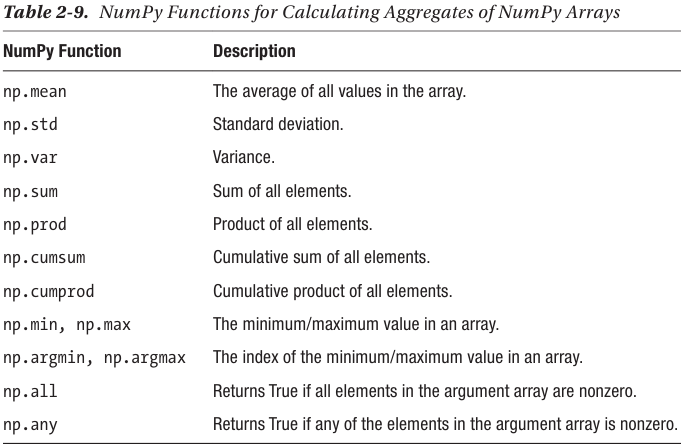 Table 2-9. NumPy Functions for Calculating Aggregates of NumPy Arrays
NumPy Function Description
np.mean The average of all values in the array.
np.std Standard deviation.
np.var Variance.
np.sum Sum of all elements.
np.prod Product of all elements.
np.cumsum Cumulative sum of all elements.
np.cumprod Cumulative product of all elements.
np.min, np.max The minimum/maximum value in an array.
np.argmin, np.argmax The index of the minimum/maximum value in an array.
np.all Returns True if all elements in the argument array are nonzero.
np.any Returns True if any of the elements in the argument array is nonzero.